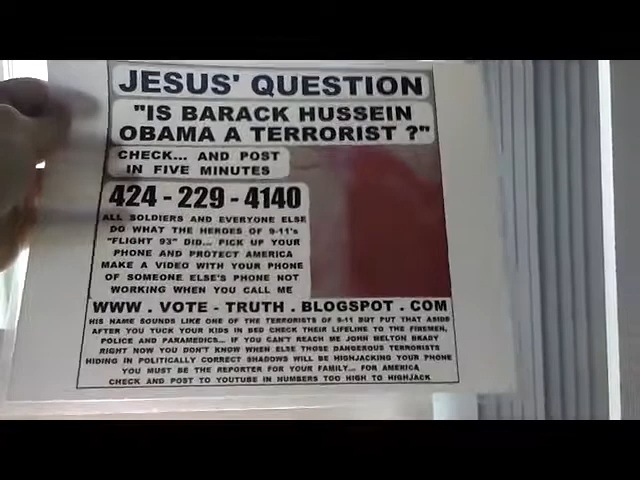 JESUS' QUESTION
"IS BARACK HUSSEIN
OBAMA A TERRORIST ?"
CHECK... AND POST
IN FIVE MINUTES
424 - 229 - 4140
ALL SOLDIERS AND EVERYONE ELSE
DO WHAT THE HEROES OF 9-11's
"FLIGHT 93" DID... PICK UP YOUR
PHONE AND PROTECT AMERICA
MAKE A VIDEO WITH YOUR PHONE
OF SOMEONE ELSE'S PHONE NOT
WORKING WHEN YOU CALL ME
WWW . VOTE - TRUTH . BLOGSPOT . COM
HIS NAME SOUNDS LIKE ONE OF THE TERRORISTS OF 9-11 BUT PUT THAT ASIDE
AFTER YOU TUCK YOUR KIDS IN BED CHECK THEIR LIFELINE TO THE FIREMEN,
POLICE AND PARAMEDICS... IF YOU CAN'T REACH ME JOHN MELTON BRADY
RIGHT NOW YOU DON'T KNOW WHEN ELSE THOSE DANGEROUS TERRORISTS
HIDING IN POLITICALLY CORRECT SHADOWS WILL BE HIGHJACKING YOUR PHONE
YOU MUST BE THE REPORTER FOR YOUR FAMILY... FOR AMERICA
CHECK AND POST TO YOUTUBE IN NUMBERS TOO HIGH TO HIGHJACK